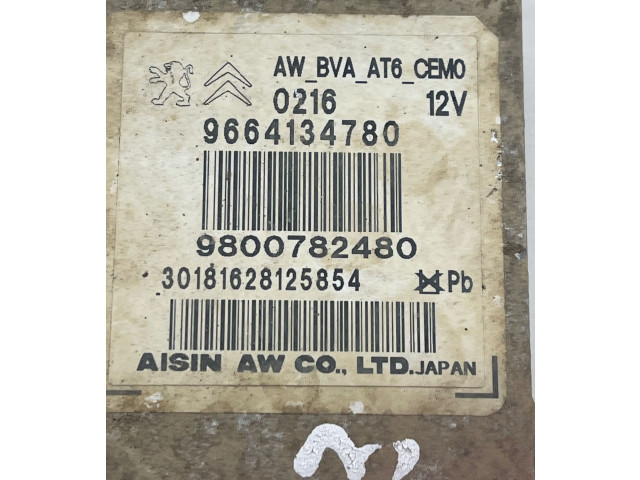 AW_BVA_AT6_CEMO
0216 12V
9664134780
9800782480
30181628125854 Pb
AISIN AW CO., LTD. JAPAN